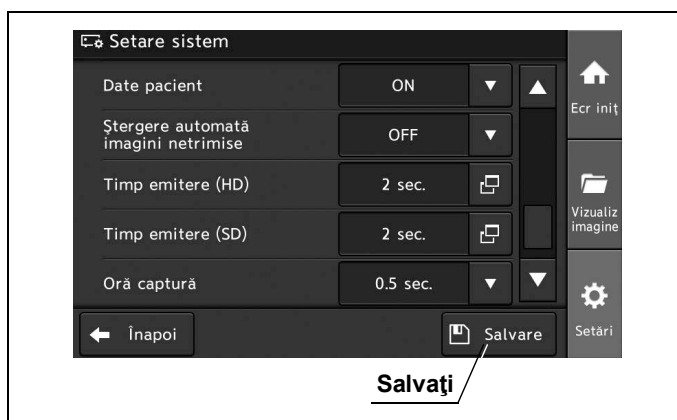 Setare sistem
Date pacient
ON
Ștergere automată
imagini netrimise
OFF
Timp emitere (HD)
2 sec.
Timp emitere (SD)
2 sec.
Oră captură
0.5 sec.
Înapoi
Salvare
Ecr iniț
Vizualiz
imagine
Setări
Salvaţi